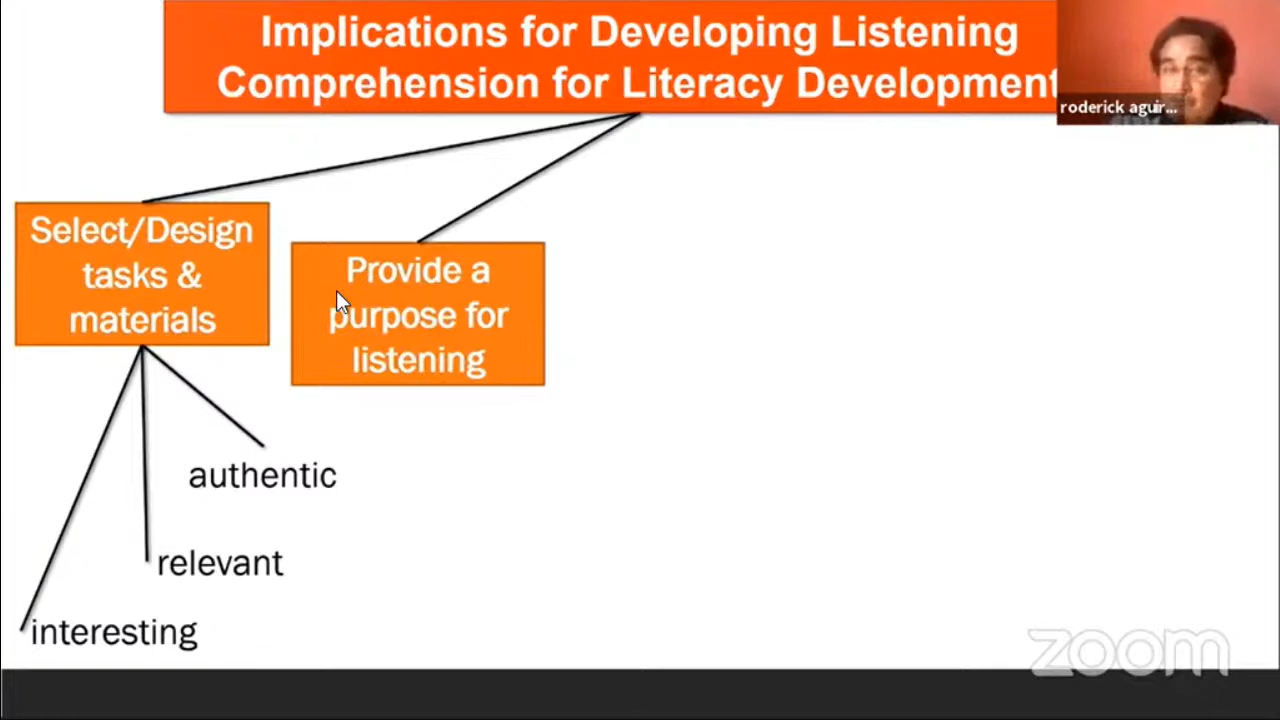 Implications for Developing Listening
Comprehension for Literacy Development
roderick aguir...
Select/Design
tasks &
materials
Provide a
purpose for
listening
authentic
relevant
interesting
zoom